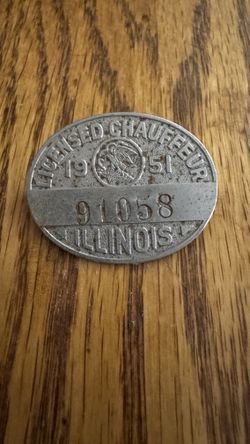 LICENSED CHAUFFEUR
19 51
91058
ILLINOIS